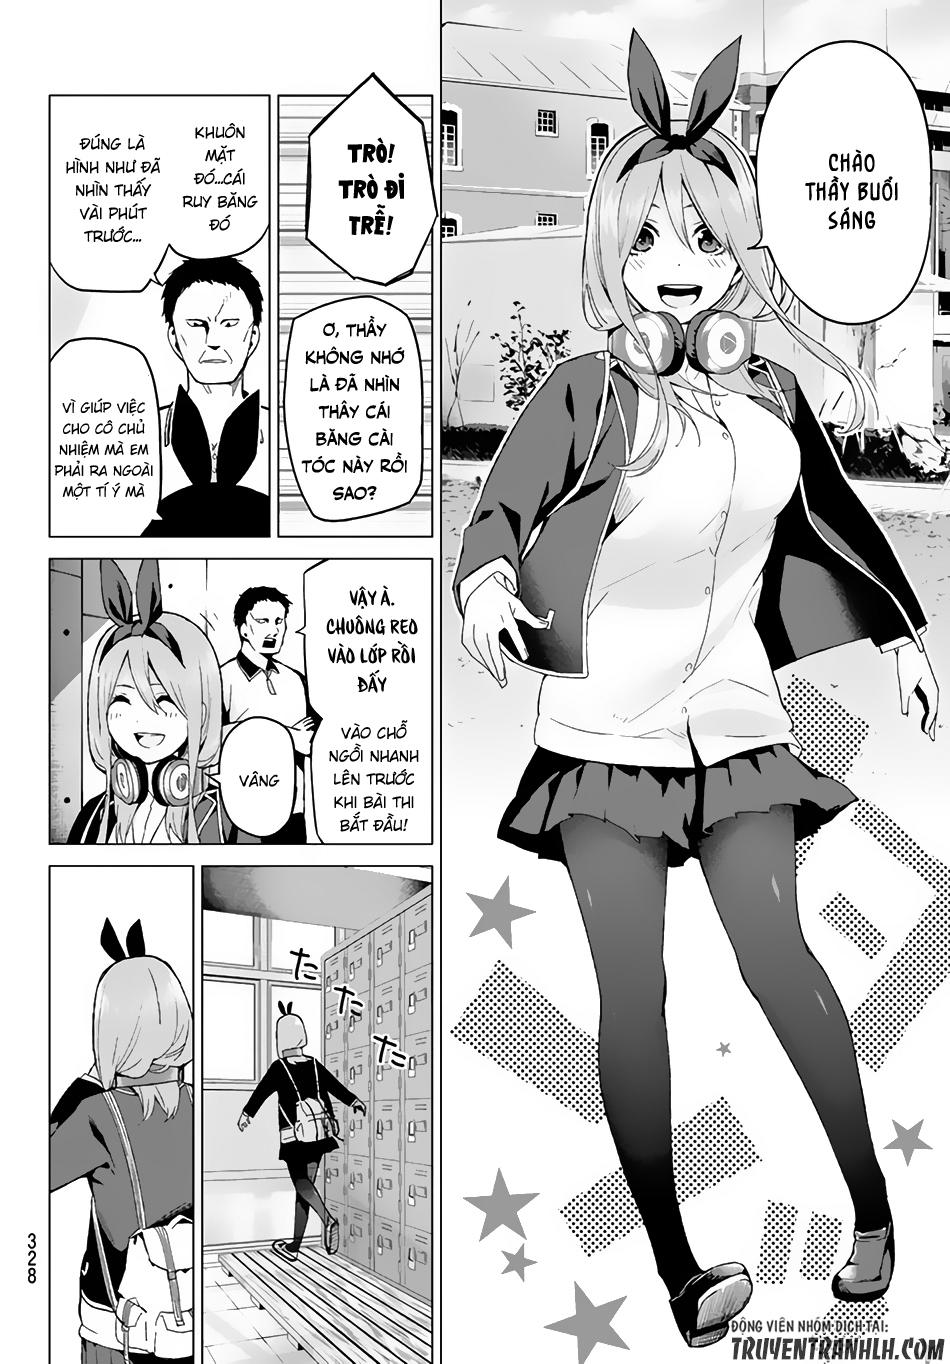 CHÀO
THẦY BUỔI
SÁNG
TRÒ!
TRÒ ĐI
TRỄ!
Ơ, THẦY
KHÔNG NHỚ
LÀ ĐÃ NHÌN
THÂY CÁI
BĂNG CÀI
TÓC NÀY RỒI
SAO?
KHUÔN
MẶT
ĐÓ...CÁI
RUY BĂNG
ĐÓ
ĐÚNG LÀ
HÌNH NHƯ ĐÃ
NHÌN THẤY
VÀI PHÚT
TRƯỚC...
VÌ GIÚP VIỆC
CHO CÔ CHỦ
NHIỆM MÀ EM
PHẢI RA NGOÀI
MỘT TÍ Ý MÀ
VẬY À.
CHUÔNG REO
VÀO LỚP RỒI
ĐẤY
VÀO CHỖ
NGỒI NHANH
LÊN TRƯỚC
KHI BÀI THI
BẮT ĐẦU!
VÂNG
た
た
た
328
ĐỘNG VIÊN NHÓM DỊCH TẠI:
TRUYENTRANHLH.COM